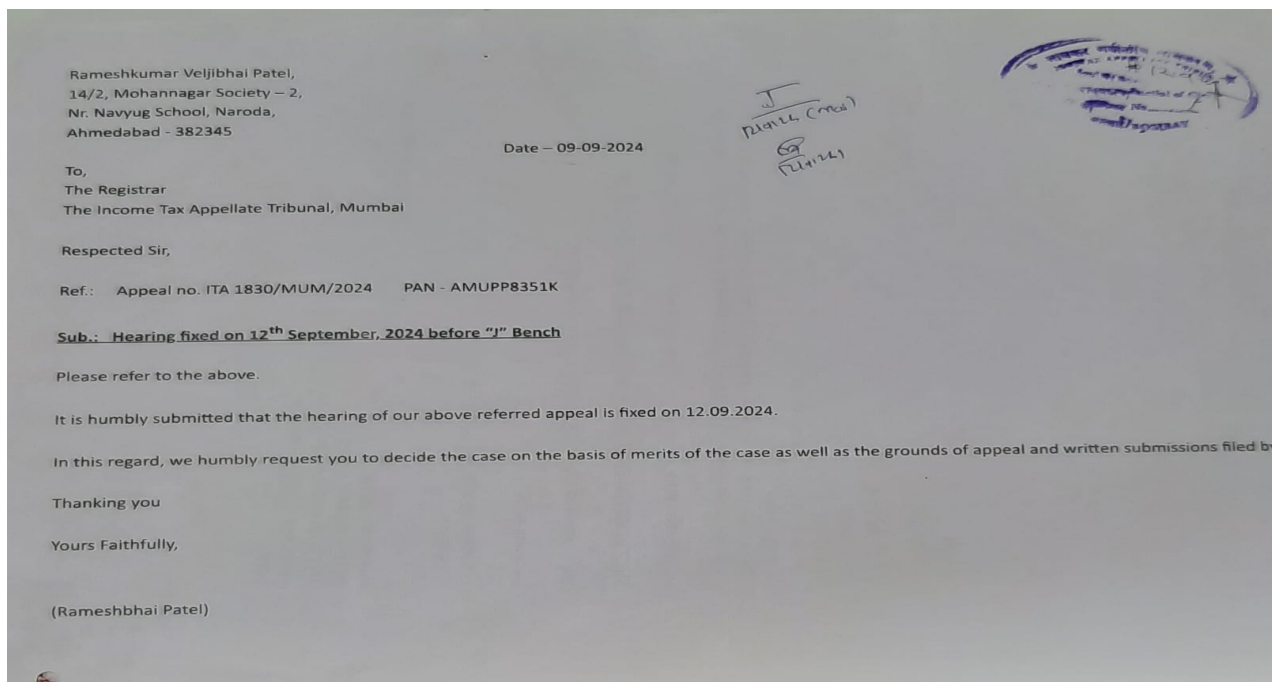 Rameshkumar Veljibhai Patel,
14/2, Mohannagar Society – 2,
Nr. Navyug School, Naroda,
Ahmedabad - 382345
Date – 09-09-2024
J
To,
The Registrar
The Income Tax Appellate Tribunal, Mumbai
Respected Sir,
Ref.: Appeal no. ITA 1830/MUM/2024 PAN - AMUPP8351K
Sub.: Hearing fixed on 12th September, 2024 before “J” Bench
Please refer to the above.
It is humbly submitted that the hearing of our above referred appeal is fixed on 12.09.2024.
In this regard, we humbly request you to decide the case on the basis of merits of the case as well as the grounds of appeal and written submissions filed
Thanking you
Yours Faithfully,
(Rameshbhai Patel)